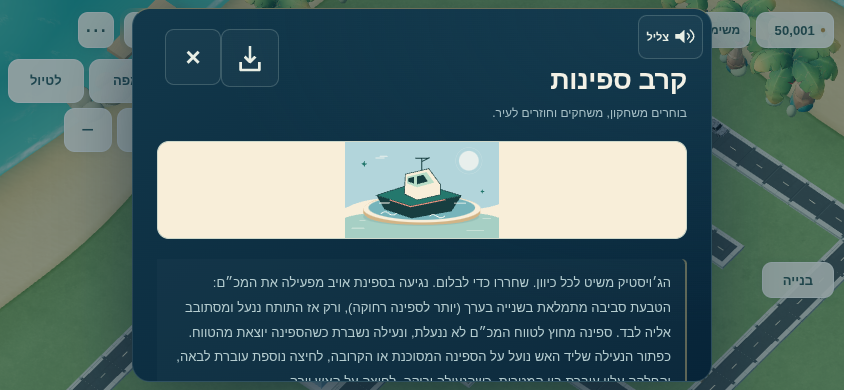 50,001
משימ
...
לטיול
מפה
—
צליל
קרב ספינות
בוחרים משחקון, משחקים וחוזרים לעיר.
הג׳ויסטיק משיט לכל כיוון. שחררו כדי לבלום. נגיעה בספינת אויב מפעילה את המכ״ם:
הטבעת סביבה מתמלאת בשנייה בערך (יותר לספינה רחוקה), ורק אז התותח ננעל ומסתובב
אליה לבד. ספינה מחוץ לטווח המכ״ם לא ננעלת, ונעילה נשברת כשהספינה יוצאת מהטווח.
כפתור הנעילה שליד האש נועל על הספינה המסוכנת או הקרובה, לחיצה נוספת עוברת לבאה,
בנייה